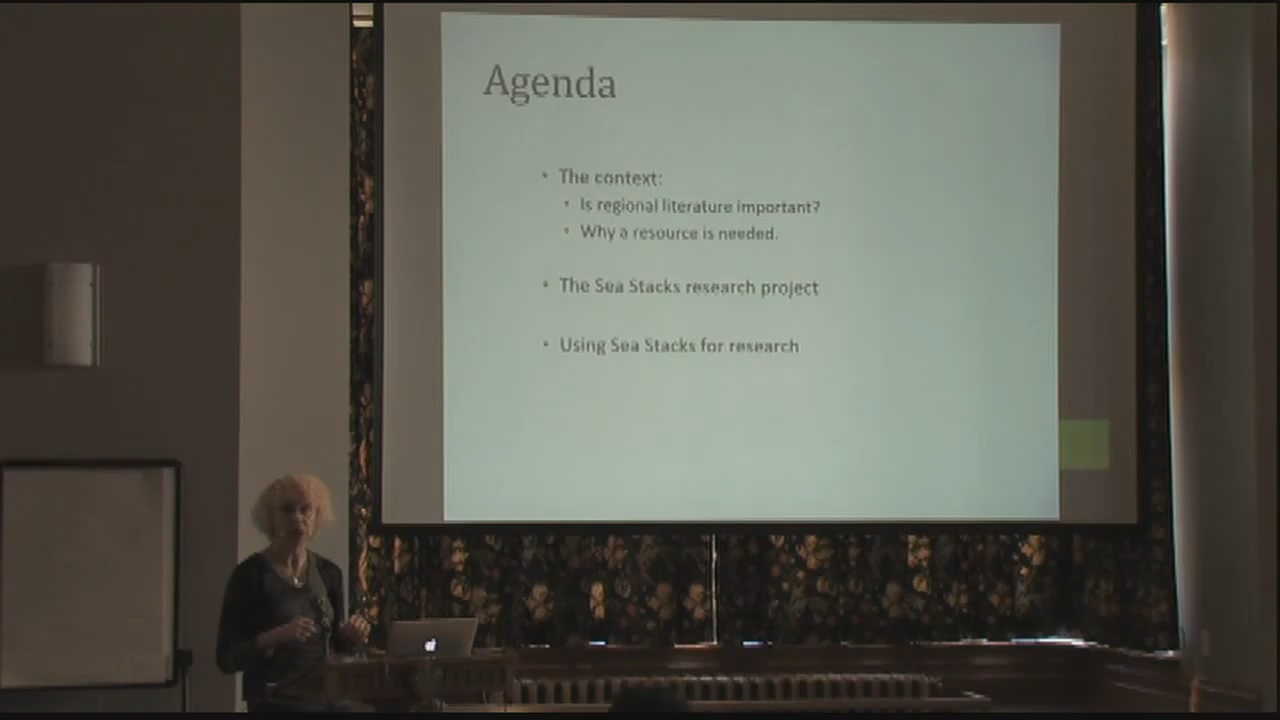 Agenda
• The context:
• Is regional literature important?
• Why a resource is needed.
• The Sea Stacks research project
• Using Sea Stacks for research